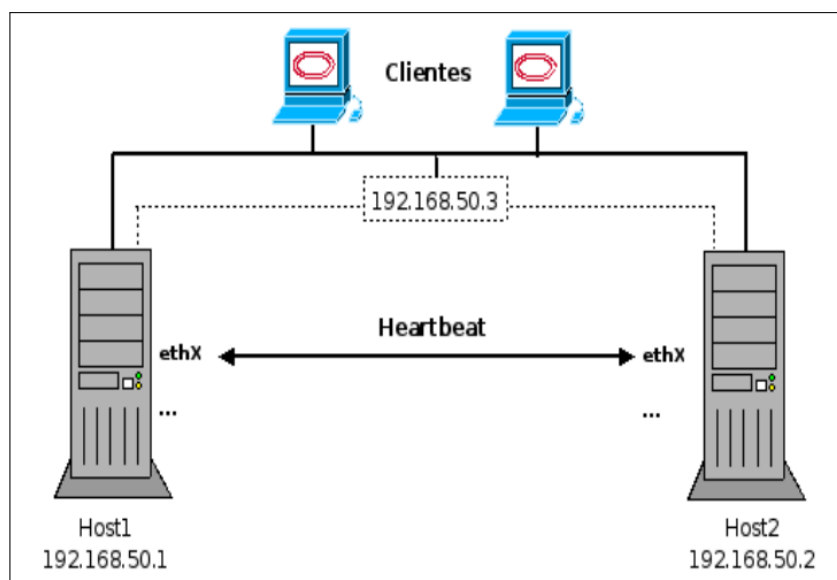 Clientes
192.168.50.3
Heartbeat
ethX
ethX
...
...
Host1
192.168.50.1
Host2
192.168.50.2